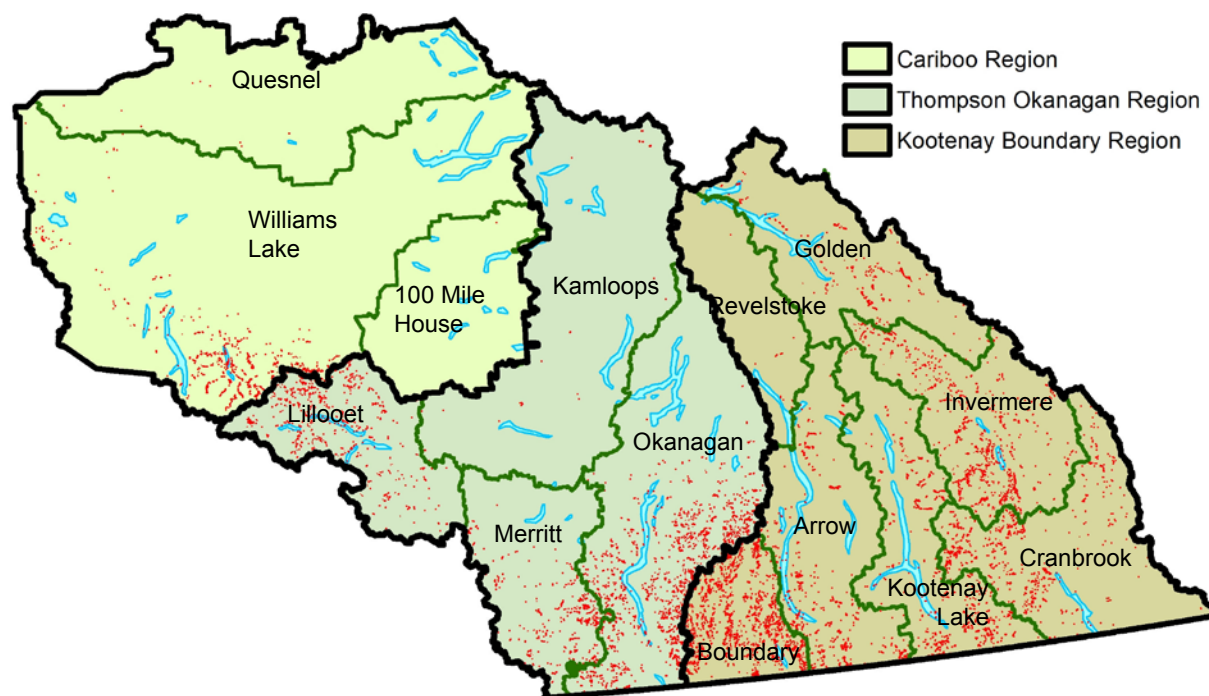 Cariboo Region
Thompson Okanagan Region
Kootenay Boundary Region
Quesnel
Williams
Lake
100 Mile
House
Kamloops
Golden
Revelstoke
Lillooet
Okanagan
Invermere
Merritt
Arrow
Cranbrook
Kootenay
Lake
Boundary